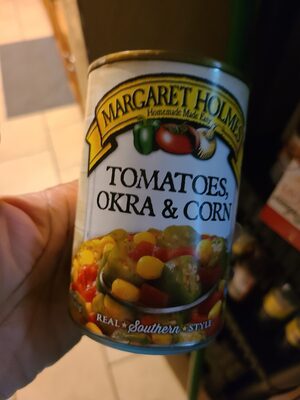 MARGARET HOLMES
Homemade Made Easy
TOMATOES,
OKRA & CORN
REAL Southern STYLE